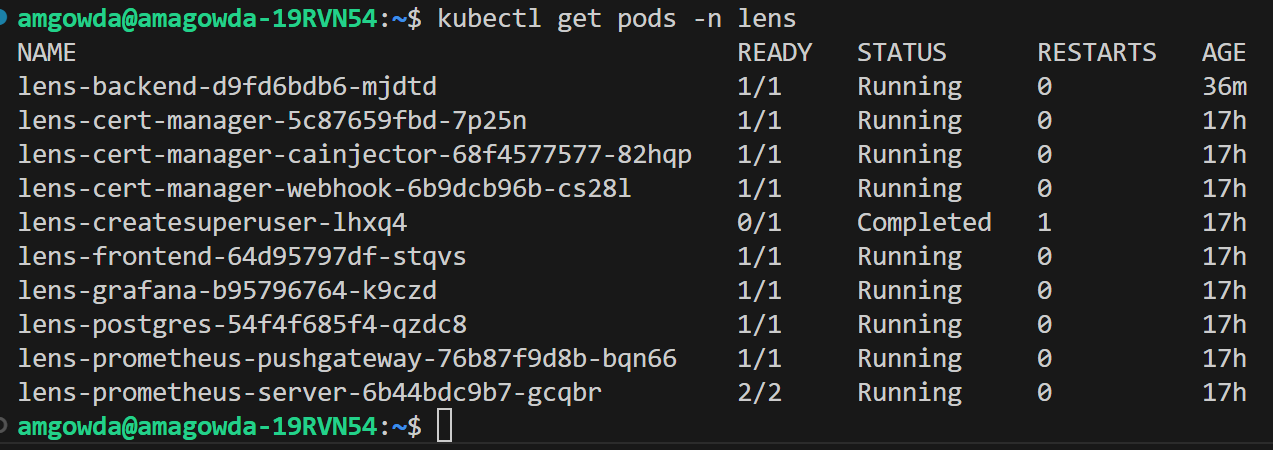 amgowda@amagowda-19RVN54:~$ kubectl get pods -n lens
NAME READY STATUS RESTARTS AGE
lens-backend-d9fd6bdb6-mjdtd 1/1 Running 0 36m
lens-cert-manager-5c87659fbd-7p25n 1/1 Running 0 17h
lens-cert-manager-cainjector-68f4577577-82hqp 1/1 Running 0 17h
lens-cert-manager-webhook-6b9dcb96b-cs28l 1/1 Running 0 17h
lens-createsuperuser-lhxq4 0/1 Completed 1 17h
lens-frontend-64d95797df-stqvs 1/1 Running 0 17h
lens-grafana-b95796764-k9czd 1/1 Running 0 17h
lens-postgres-54f4f685f4-qzdc8 1/1 Running 0 17h
lens-prometheus-pushgateway-76b87f9d8b-bqn66 1/1 Running 0 17h
lens-prometheus-server-6b44bdc9b7-gcqbr 2/2 Running 0 17h
amgowda@amagowda-19RVN54:~$